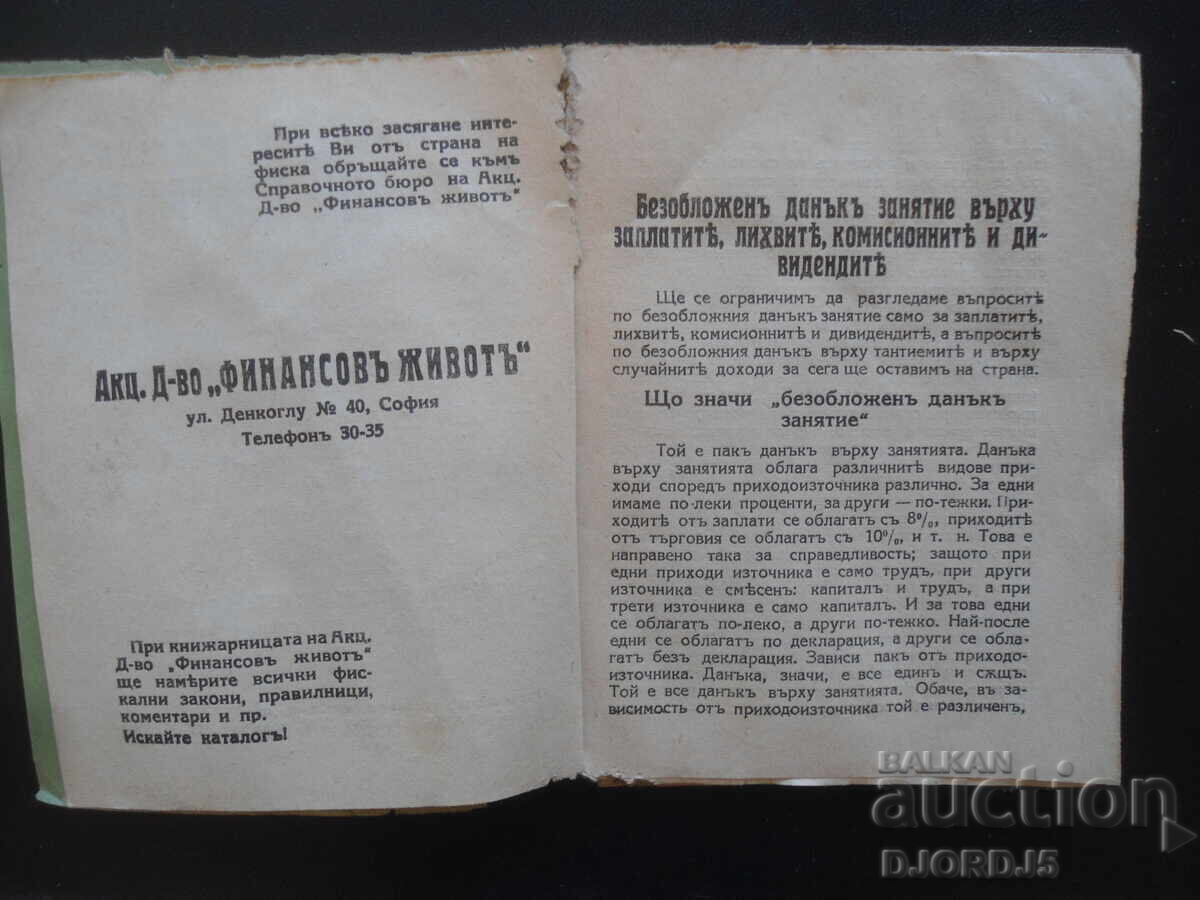 При всѣко засягане инте-
реситѣ Ви отъ страна на
фиска обръщайте се къмъ
Справочното бюро на Акц.
Д-во „Финансовъ животъ“
Акц. Д-во „ФИНАНСОВЪ ЖИВОТЪ“
ул. Денкоглу № 40, София
Телефонъ 30-35
При книжарницата на Акц.
Д-во „Финансовъ животъ“
ще намѣрите всички фис-
кални закони, правилници,
коментари и пр.
Искайте каталогъ!
Безобложенъ данъкъ занятие върху
заплатитѣ, лихвитѣ, комисионнитѣ и ди-
видендитѣ
Ще се ограничимъ да разгледаме въпроситѣ
по безобложния данъкъ занятие само за заплатитѣ,
лихвитѣ, комисионнитѣ и дивидендитѣ, а въпроситѣ
по безобложния данъкъ върху тантиемитѣ и върху
случайнитѣ доходи за сега ще оставимъ на страна.
Що значи „безобложенъ данъкъ
занятие“
Той е пакъ данъкъ върху занятията. Данъка
върху занятията облага различнитѣ видове при-
ходи споредъ приходоизточника различно. За едни
имаме по-леки проценти, за други — по-тежки. При-
ходитѣ отъ заплати се облагатъ съ 8%, приходитѣ
отъ търговия се облагатъ съ 10%, и т. н. Това е
направено така за справедливость; защото при
едни приходи източника е само трудъ, при други
източника е смѣсенъ: капиталъ и трудъ, а при
трети източника е само капиталъ. И за това едни
се облагатъ по-леко, а други по-тежко. Най-после
едни се облагатъ по декларация, а други се обла-
гатъ безъ декларация. Зависи пакъ отъ приходо-
източника. Данъка, значи, е все единъ и сѫщъ.
Той е все данъкъ върху занятията. Обаче, въ за-
висимость отъ приходоизточника той е различенъ,
BALKAN
auction
DJORDJ5